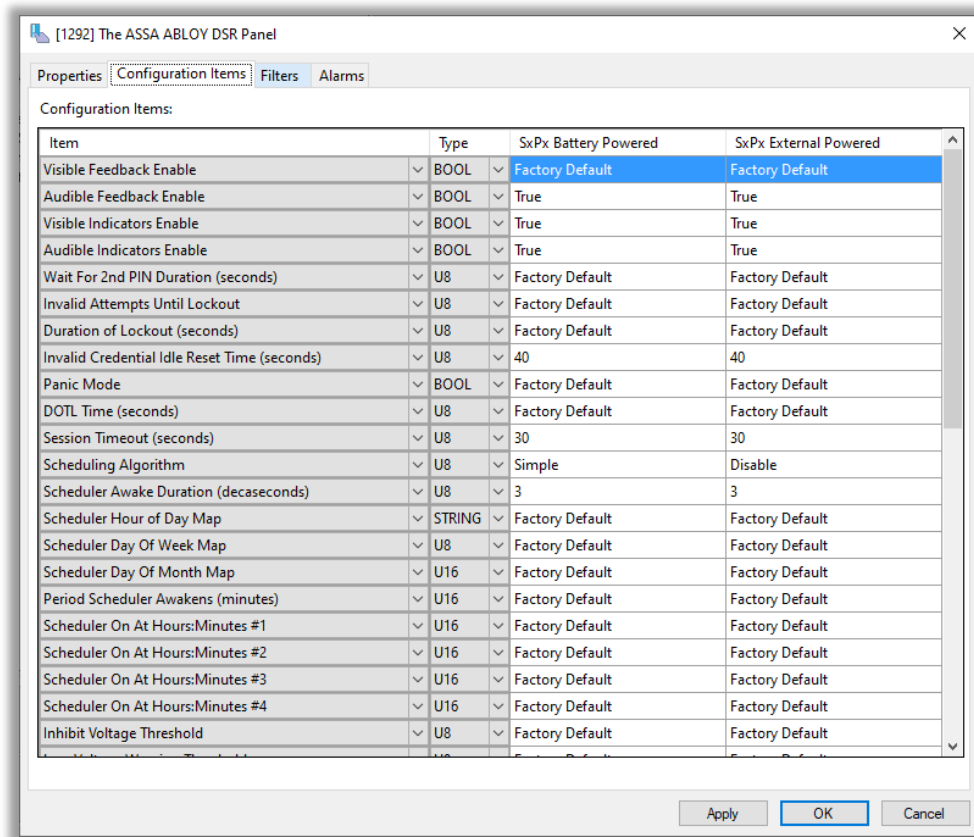 [1292] The ASSA ABLOY DSR Panel
Properties Configuration Items Filters Alarms
Configuration Items:
Item Type SxPx Battery Powered SxPx External Powered
Visible Feedback Enable BOOL Factory Default Factory Default
Audible Feedback Enable BOOL True True
Visible Indicators Enable BOOL True True
Audible Indicators Enable BOOL True True
Wait For 2nd PIN Duration (seconds) U8 Factory Default Factory Default
Invalid Attempts Until Lockout U8 Factory Default Factory Default
Duration of Lockout (seconds) U8 Factory Default Factory Default
Invalid Credential Idle Reset Time (seconds) U8 40 40
Panic Mode BOOL Factory Default Factory Default
DOTL Time (seconds) U8 Factory Default Factory Default
Session Timeout (seconds) U8 30 30
Scheduling Algorithm U8 Simple Disable
Scheduler Awake Duration (decaseconds) U8 3 3
Scheduler Hour of Day Map STRING Factory Default Factory Default
Scheduler Day Of Week Map U8 Factory Default Factory Default
Scheduler Day Of Month Map U16 Factory Default Factory Default
Period Scheduler Awakens (minutes) U16 Factory Default Factory Default
Scheduler On At Hours:Minutes #1 U16 Factory Default Factory Default
Scheduler On At Hours:Minutes #2 U16 Factory Default Factory Default
Scheduler On At Hours:Minutes #3 U16 Factory Default Factory Default
Scheduler On At Hours:Minutes #4 U16 Factory Default Factory Default
Inhibit Voltage Threshold U8 Factory Default Factory Default
Apply OK Cancel